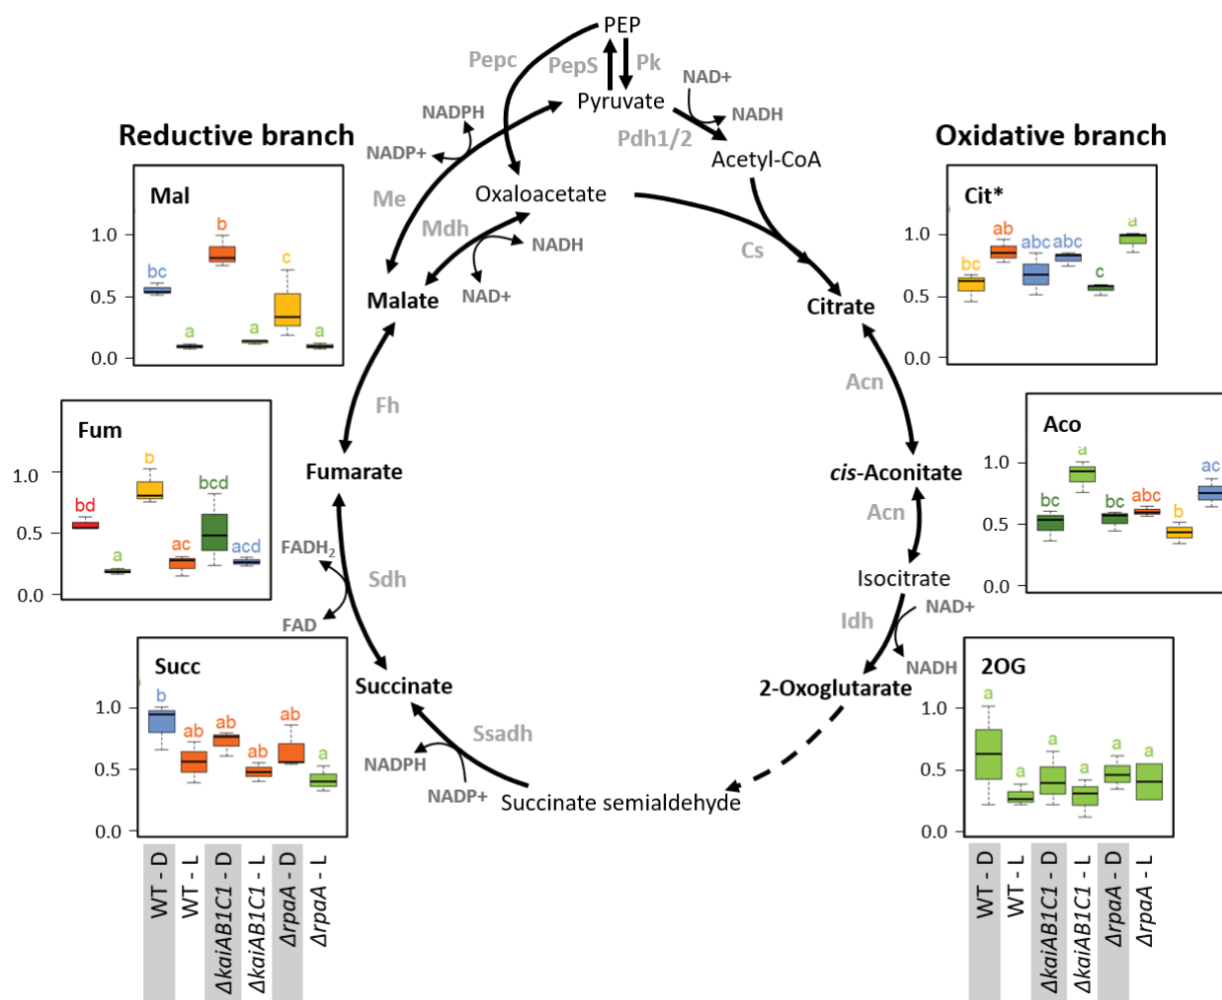 PEP
Pepc
PepS
Pk
NAD+
NADPH
Pyruvate
NADH
Reductive branch
Pdh1/2
Oxidative branch
NADP+
Acetyl-CoA
Mal
Me
Oxaloacetate
Cit*
1.0
0.5
0.0
bc
a
b
a
c
a
Mdh
NADH
Cs
NAD+
Malate
Citrate
1.0
0.5
0.0
bc
ab
abc
abc
c
a
Fh
Acn
Fum
1.0
0.5
0.0
bd
a
b
ac
bcd
acd
Fumarate
cis-Aconitate
Aco
1.0
0.5
0.0
bc
a
bc
abc
b
ac
Acn
FADH2
Sdh
FAD
Isocitrate
Idh
NAD+
NADH
Succ
1.0
0.5
0.0
b
ab
ab
ab
ab
a
Succinate
2-Oxoglutarate
2OG
1.0
0.5
0.0
a
a
a
a
a
a
Ssadh
NADPH
NADP+
Succinate semialdehyde
WT - D
WT - L
ΔkaiAB1C1 - D
ΔkaiAB1C1 - L
ΔrpaA - D
ΔrpaA - L
WT - D
WT - L
ΔkaiAB1C1 - D
ΔkaiAB1C1 - L
ΔrpaA - D
ΔrpaA - L